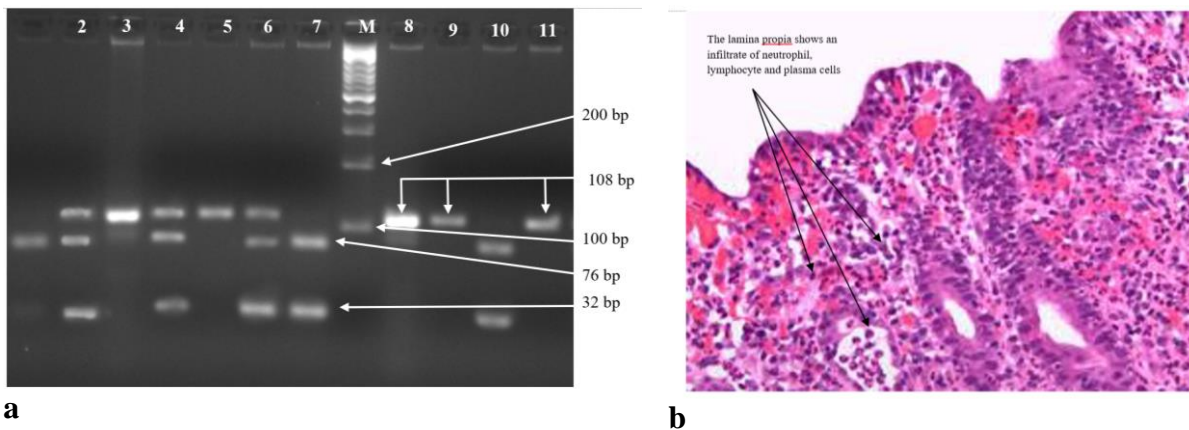 2 3 4 5 6 7 M 8 9 10 11
200 bp
108 bp
100 bp
76 bp
32 bp
a
The lamina propia shows an
infiltrate of neutrophil,
lymphocyte and plasma cells
b